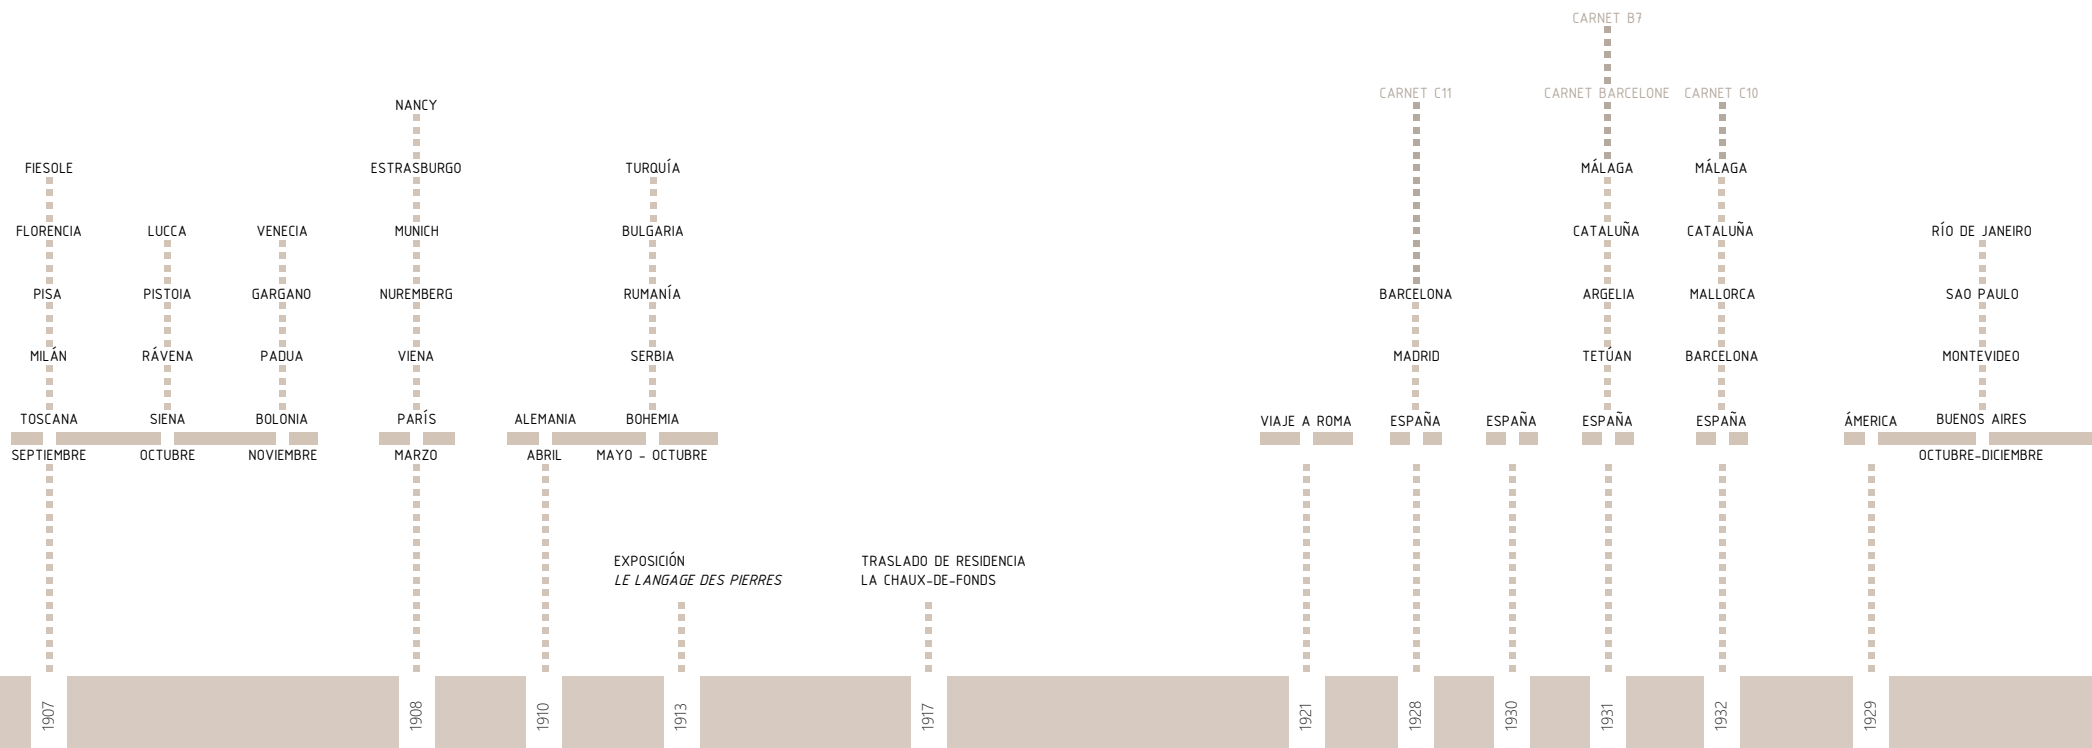 CARNET B7
CARNET C11
CARNET BARCELONE
CARNET C10
NANCY
FIESOLE
ESTRASBURGO
TURQUÍA
MÁLAGA
MÁLAGA
FLORENCIA
LUCCA
VENECIA
MUNICH
BULGARIA
CATALUÑA
CATALUÑA
RÍO DE JANEIRO
PISA
PISTOIA
GARGANO
NUREMBERG
RUMANÍA
BARCELONA
ARGELIA
MALLORCA
SAO PAULO
MILÁN
RÁVENA
PADUA
VIENA
SERBIA
MADRID
TETÚAN
BARCELONA
MONTEVIDEO
TOSCANA
SIENA
BOLONIA
PARÍS
ALEMANIA
BOHEMIA
VIAJE A ROMA
ESPAÑA
ESPAÑA
ESPAÑA
ESPAÑA
ÁMERICA
BUENOS AIRES
SEPTIEMBRE
OCTUBRE
NOVIEMBRE
MARZO
ABRIL
MAYO - OCTUBRE
OCTUBRE-DICIEMBRE
EXPOSICIÓN
LE LANGAGE DES PIERRES
TRASLADO DE RESIDENCIA
LA CHAUX-DE-FONDS
1907
1908
1910
1913
1917
1921
1928
1930
1931
1932
1929